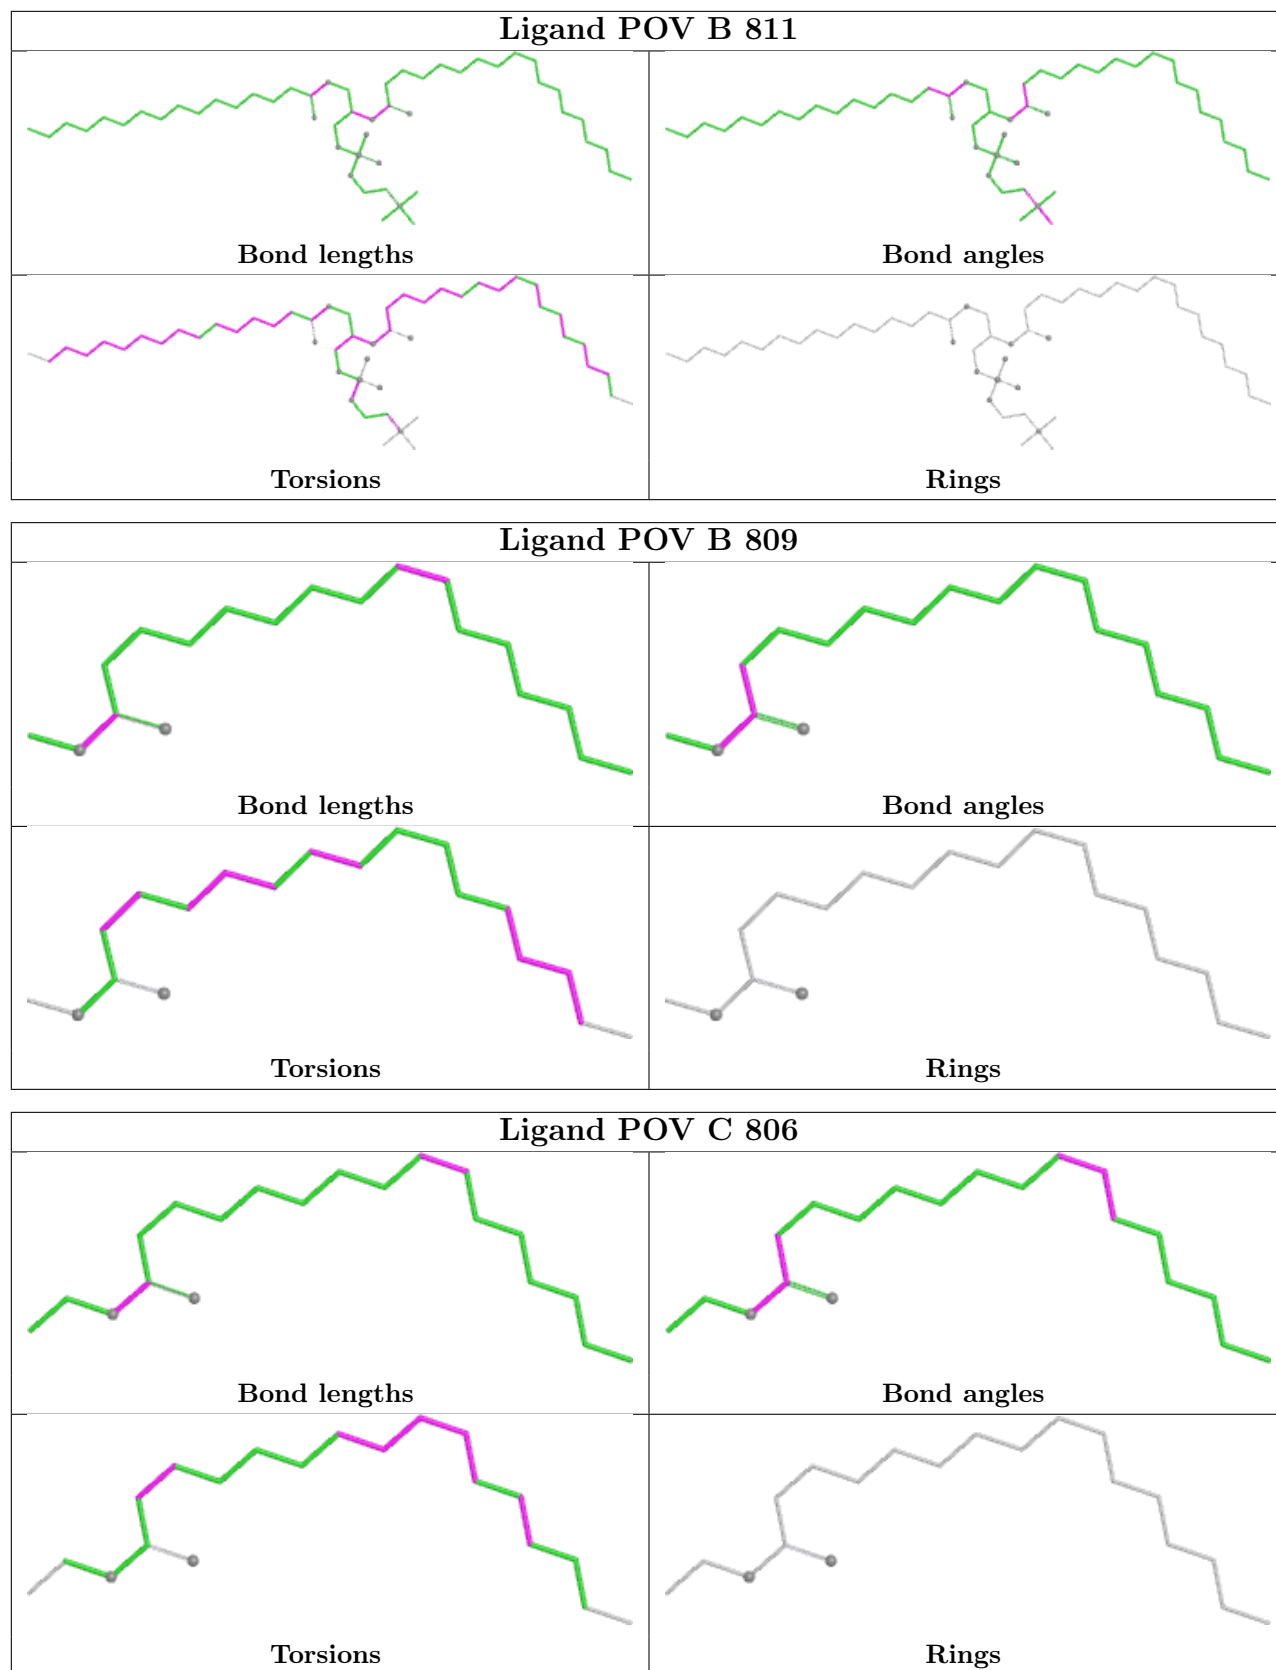 Ligand POV B 811
Bond lengths
Bond angles
Torsions
Rings
Ligand POV B 809
Bond lengths
Bond angles
Torsions
Rings
Ligand POV C 806
Bond lengths
Bond angles
Torsions
Rings